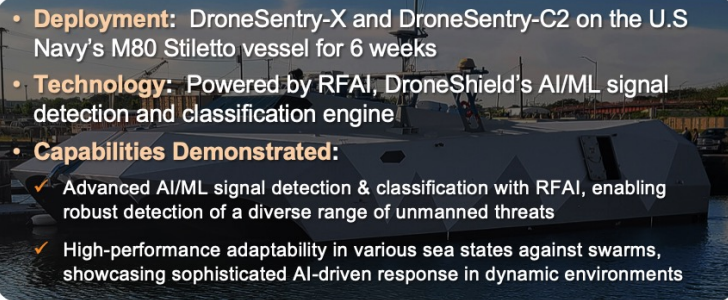 • Deployment: DroneSentry-X and DroneSentry-C2 on the U.S
Navy's M80 Stiletto vessel for 6 weeks
• Technology: Powered by RFAI, DroneShield's AI/ML signal
detection and classification engine
• Capabilities Demonstrated:
✓ Advanced AI/ML signal detection & classification with RFAI, enabling
robust detection of a diverse range of unmanned threats
✓ High-performance adaptability in various sea states against swarms,
showcasing sophisticated AI-driven response in dynamic environments